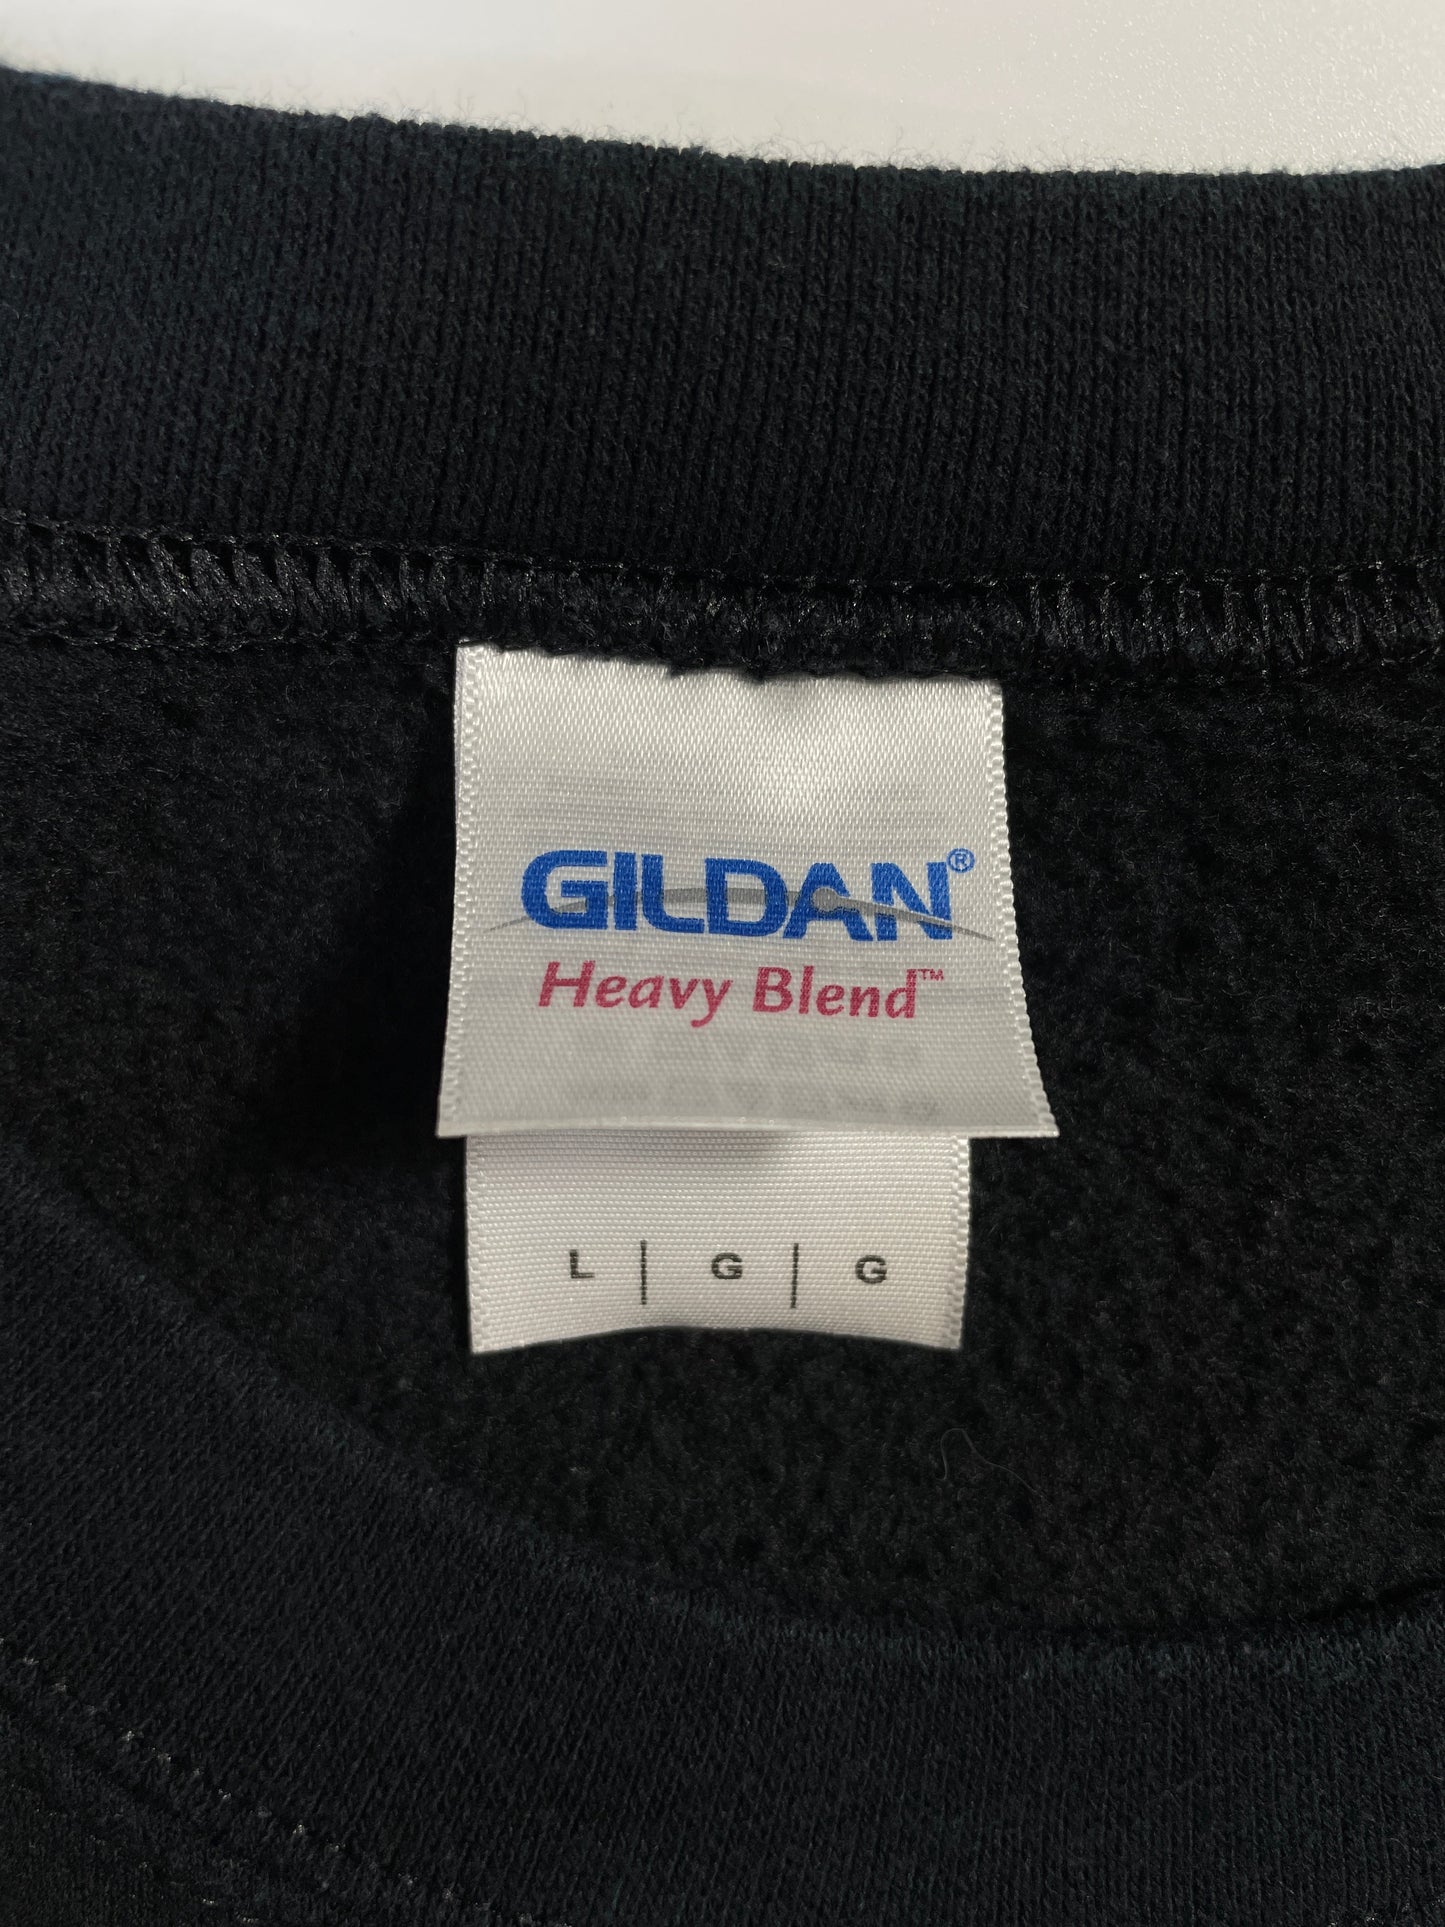 GILDAN®
Heavy Blend™
L | G | G